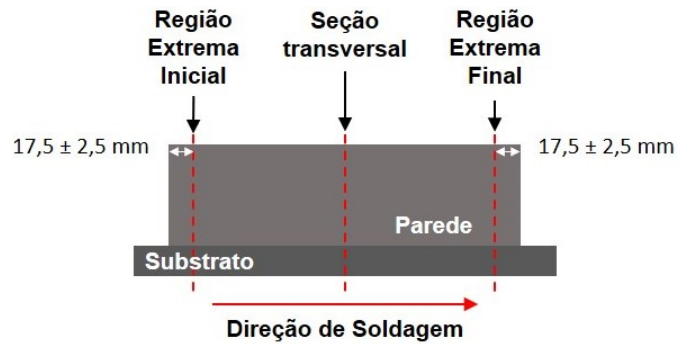 Região
Extrema
Inicial
Seção
transversal
Região
Extrema
Final
17,5 ± 2,5 mm
17,5 ± 2,5 mm
Parede
Substrato
Direção de Soldagem